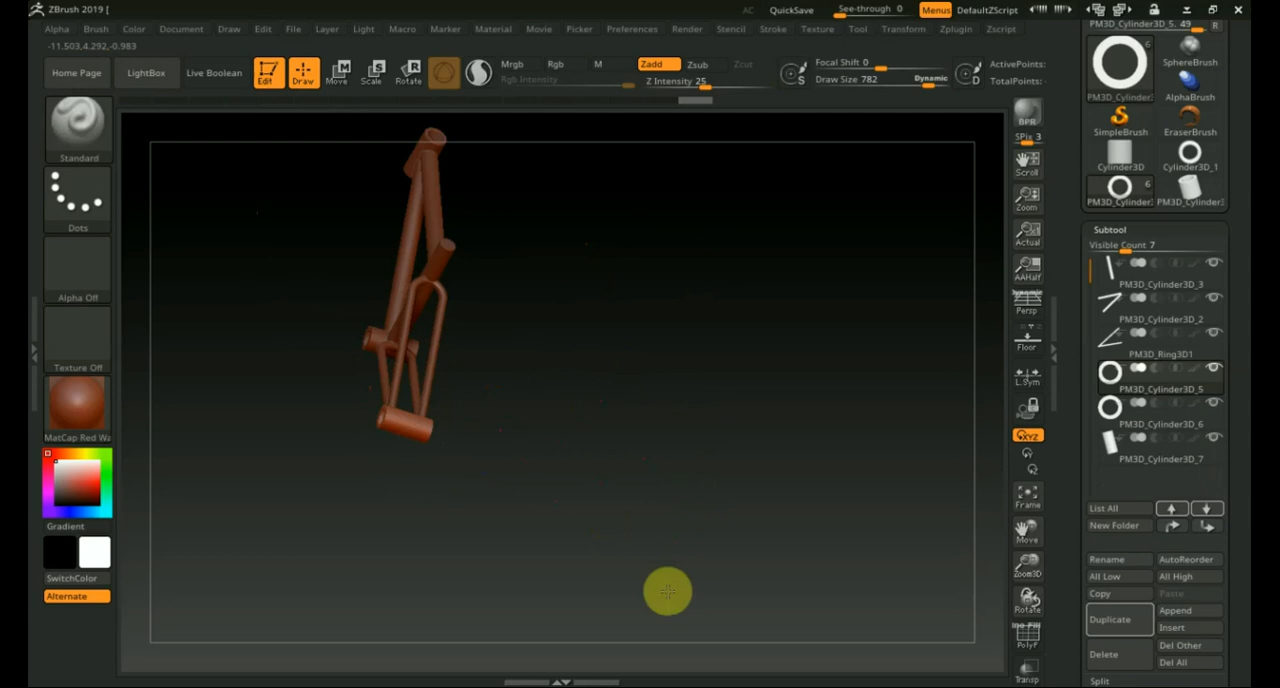 ZBrush 2019 [
AC QuickSave See-through 0 Menus DefaultZScript
Alpha Brush Color Document Draw Edit File Layer Light Macro Marker Material Movie Picker Preferences Render Stencil Stroke Texture Tool Transform Zplugin Zscript
-11.503,4.292,-0.983
Home Page LightBox Live Boolean Edit Draw Move Scale Rotate
Mrgb Rgb M Zadd Zsub Zcut
Rgb Intensity Z Intensity 25
Focal Shift 0
Draw Size 782 Dynamic
ActivePoints:
TotalPoints:
S
D
Standard
Dots
Alpha Off
Texture Off
MatCap Red Wa
Gradient
SwitchColor
Alternate
BPR
SPix 3
Scroll
Zoom
Actual
AAHalf
Dynamic
Persp
Floor
L.Sym
XYZ
Y
Z
Frame
Move
Zoom3D
Rotate
PolyF
Transp
PM3D_Cylinder3D_5. 49 R
6
PM3D_Cylinder
SphereBrush
AlphaBrush
SimpleBrush EraserBrush
Cylinder3D Cylinder3D_1
6
PM3D_Cylinder PM3D_Cylinder
Subtool
Visible Count 7
PM3D_Cylinder3D_3
PM3D_Cylinder3D_2
PM3D_Ring3D1
PM3D_Cylinder3D_5
PM3D_Cylinder3D_6
PM3D_Cylinder3D_7
List All
New Folder
Rename AutoReorder
All Low All High
Copy Paste
Duplicate Append
Insert
Delete Del Other
Del All
Split